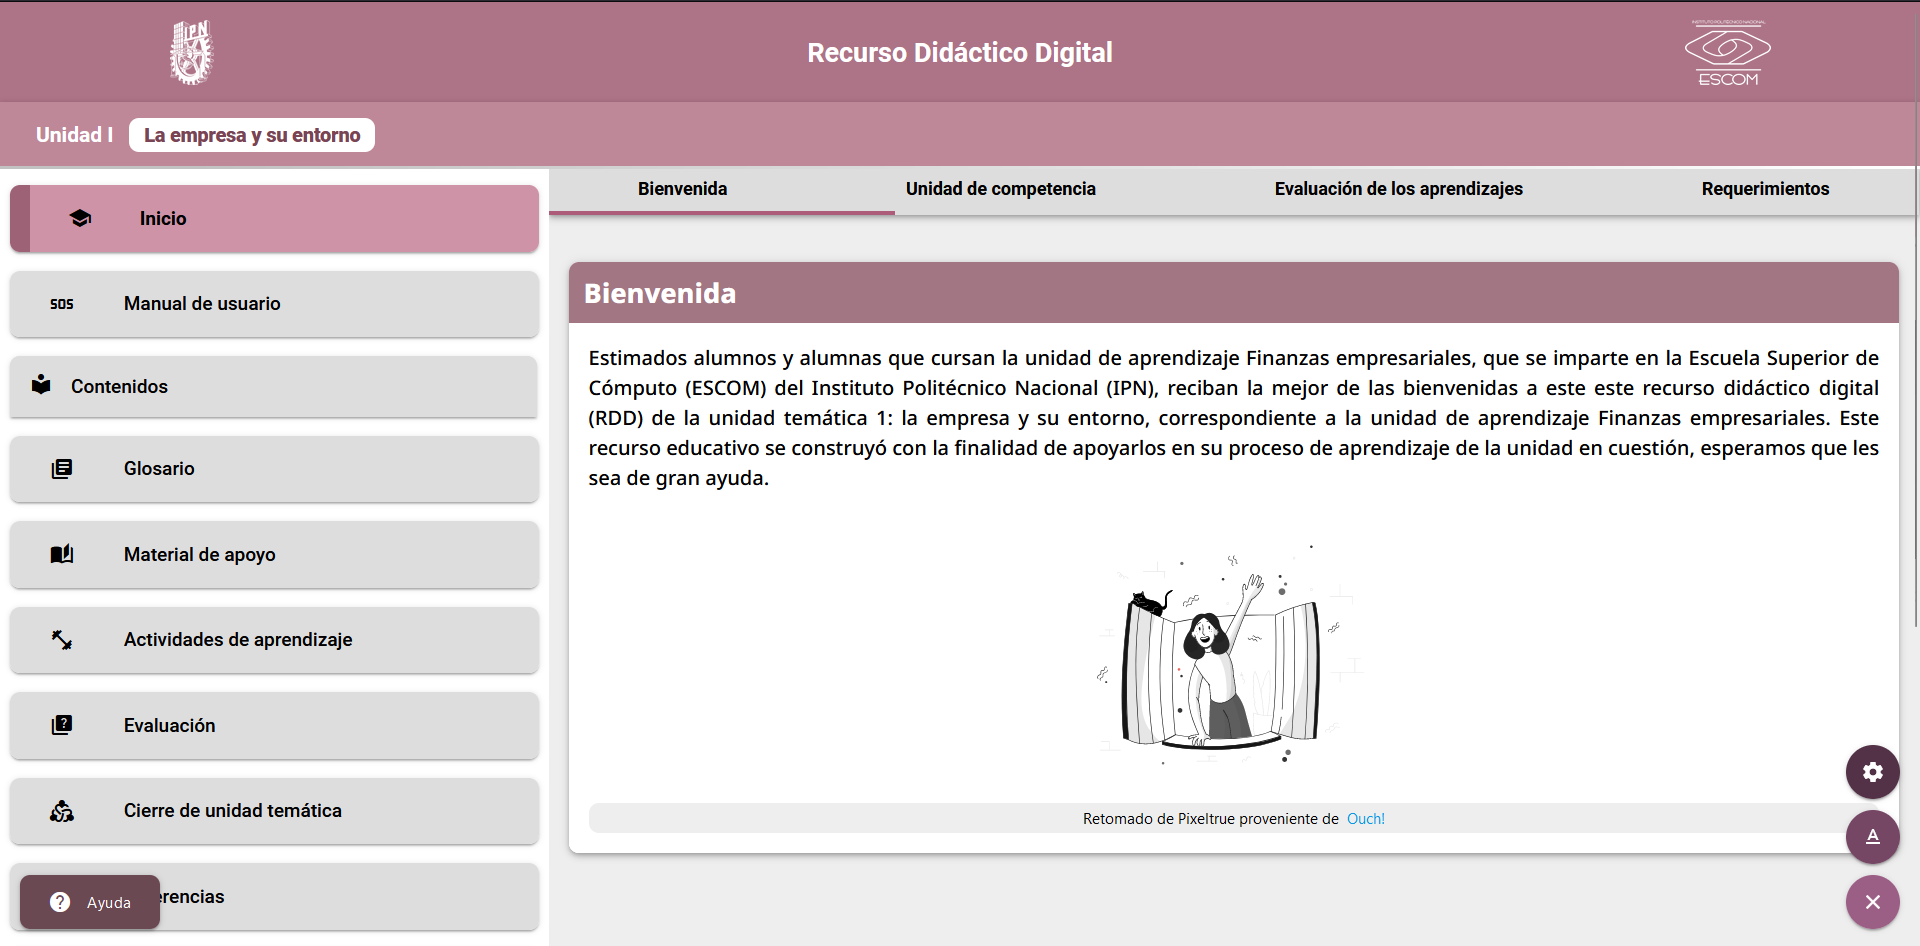 IPN
Recurso Didáctico Digital
INSTITUTO POLITÉCNICO NACIONAL
ESCOM
Unidad I
La empresa y su entorno
Inicio
SOS
Manual de usuario
Contenidos
Glosario
Material de apoyo
Actividades de aprendizaje
Evaluación
Cierre de unidad temática
erencias
Ayuda
Bienvenida
Unidad de competencia
Evaluación de los aprendizajes
Requerimientos
Bienvenida
Estimados alumnos y alumnas que cursan la unidad de aprendizaje Finanzas empresariales, que se imparte en la Escuela Superior de
Cómputo (ESCOM) del Instituto Politécnico Nacional (IPN), reciban la mejor de las bienvenidas a este este recurso didáctico digital
(RDD) de la unidad temática 1: la empresa y su entorno, correspondiente a la unidad de aprendizaje Finanzas empresariales. Este
recurso educativo se construyó con la finalidad de apoyarlos en su proceso de aprendizaje de la unidad en cuestión, esperamos que les
sea de gran ayuda.
Retomado de Pixeltrue proveniente de Ouch!
A